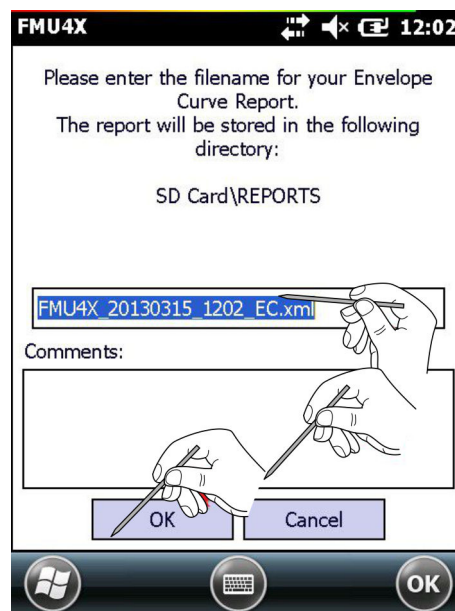 FMU4X 12:02
Please enter the filename for your Envelope
Curve Report.
The report will be stored in the following
directory:
SD Card\REPORTS
FMU4X_20130315_1202_EC.xml
Comments:
OK Cancel
OK